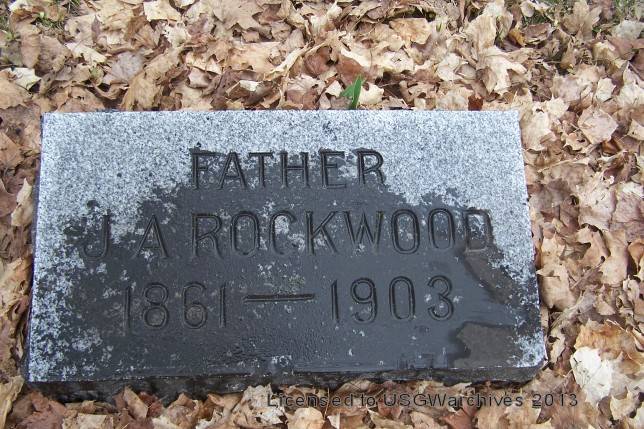 FATHER
J A ROCKWOOD
1861 — 1903
Licensed to USGWarchives 2013